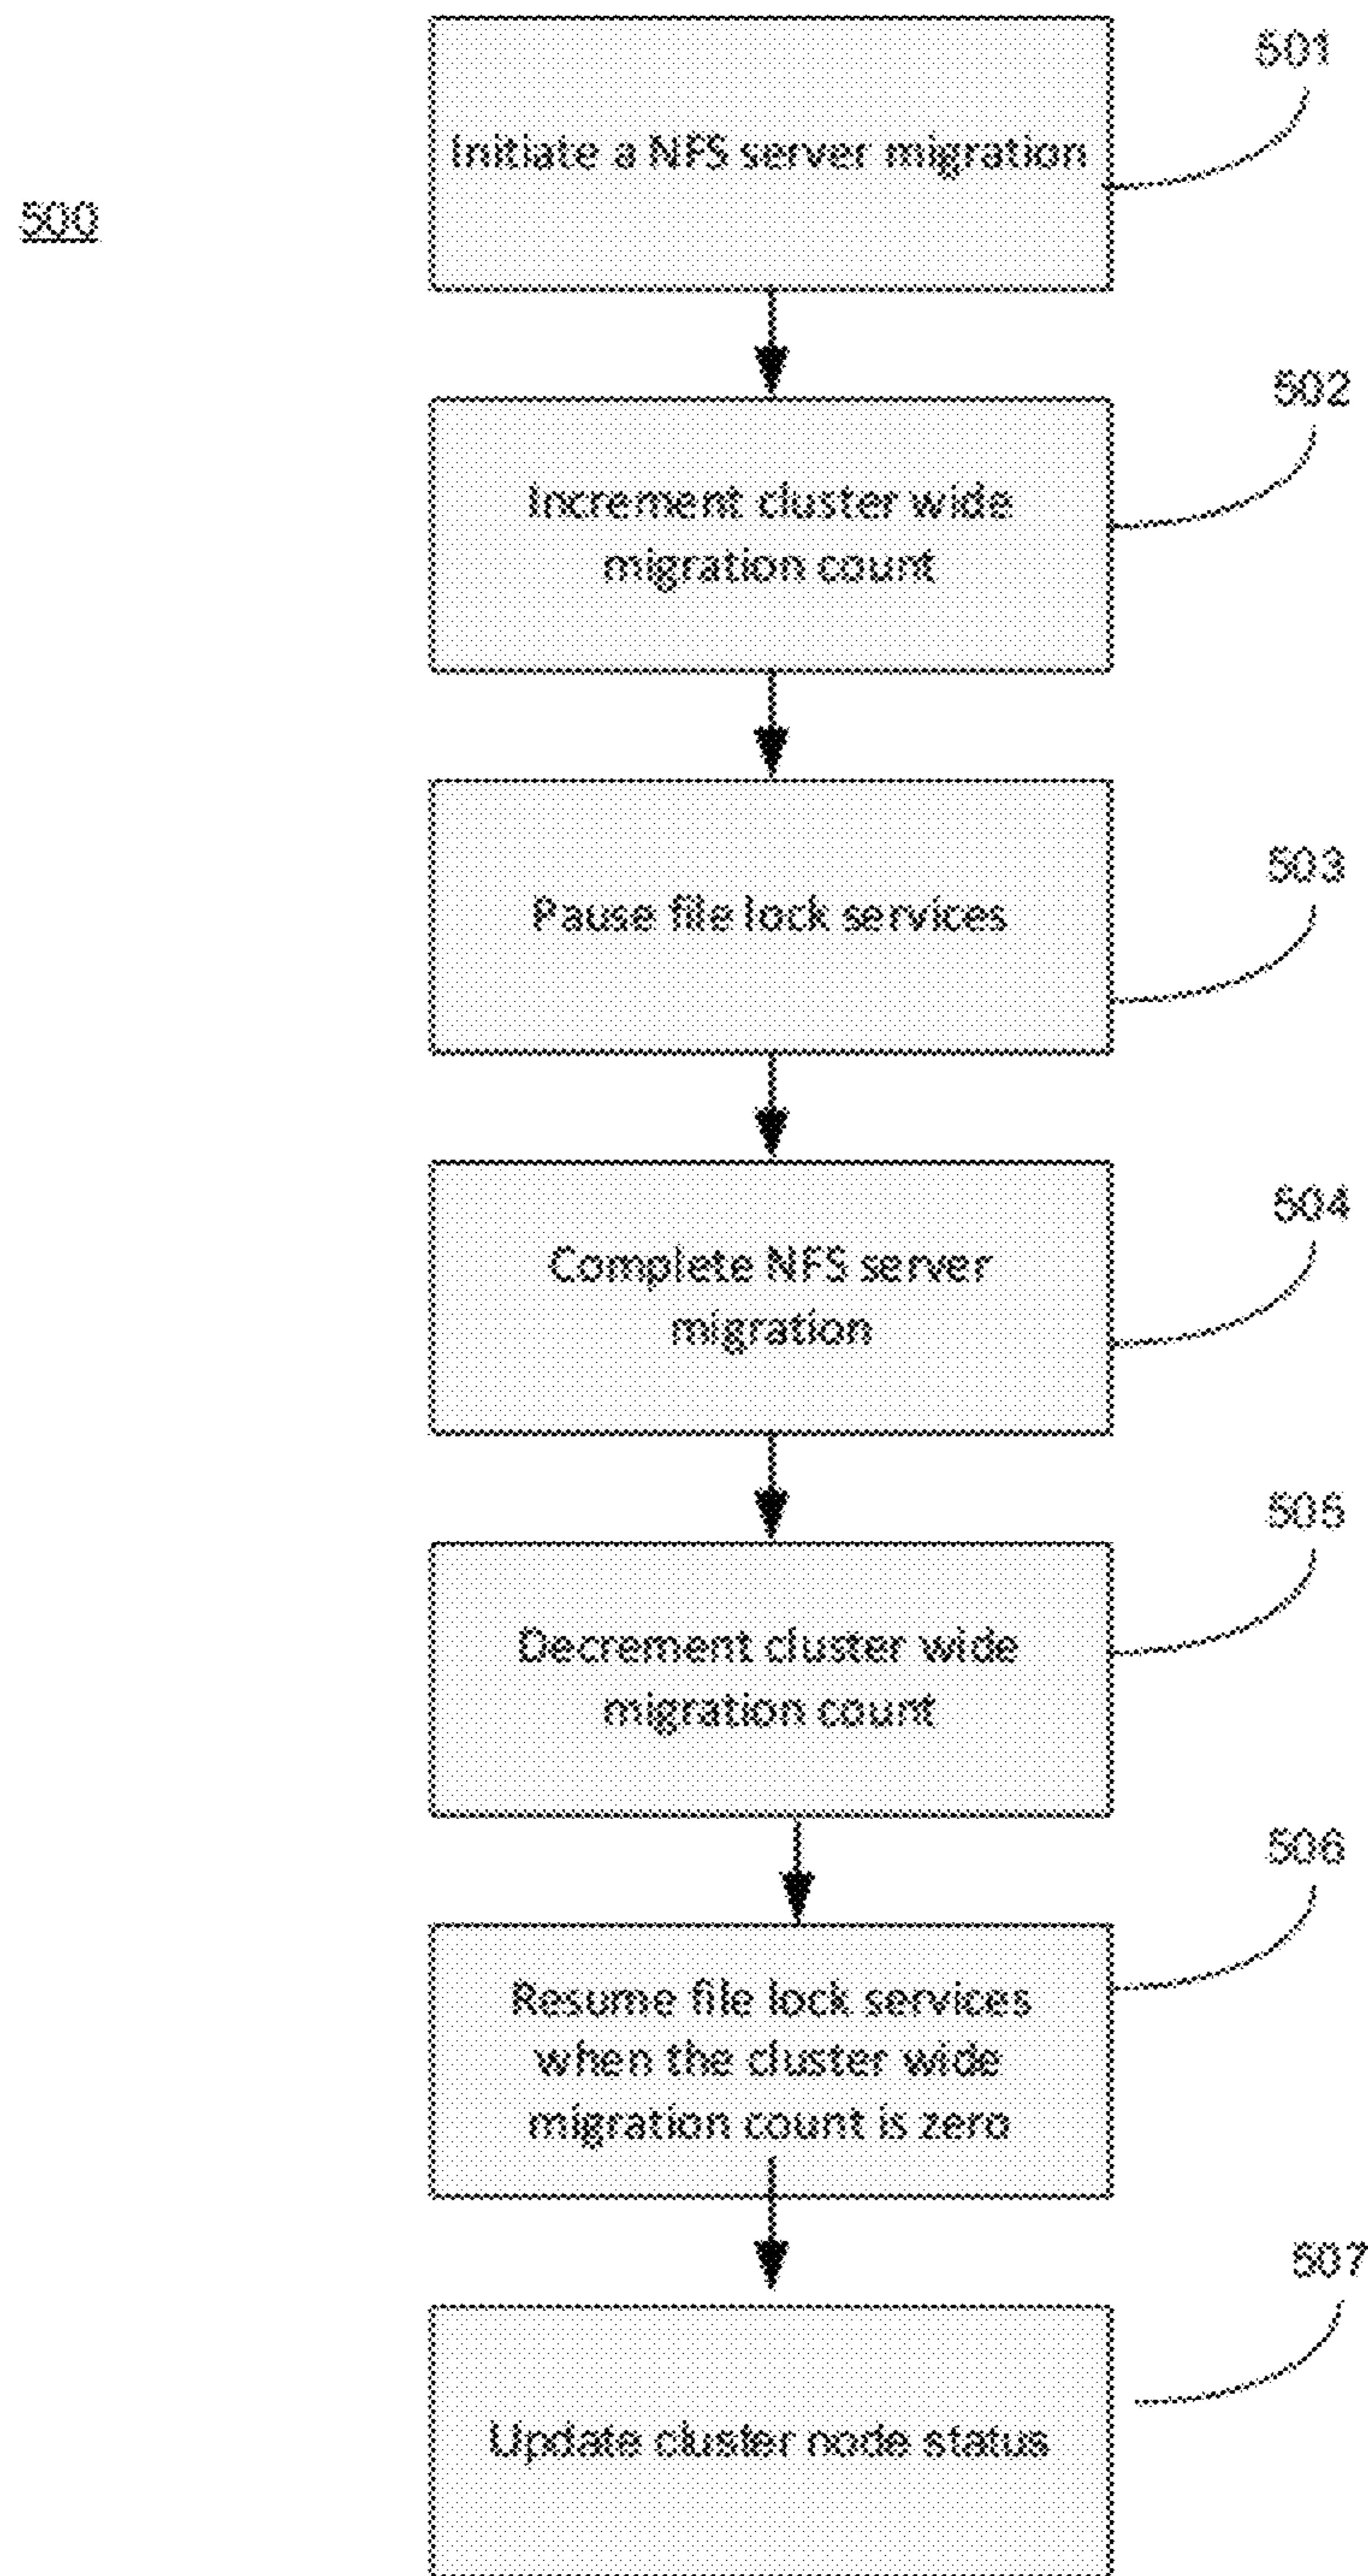 501
Initiate a NFS server migration
500
502
Increment cluster wide
migration count
503
Pause file lock services
504
Complete NFS server
migration
505
Decrement cluster wide
migration count
506
Resume file lock services
when the cluster wide
migration count is zero
507
Update cluster node status